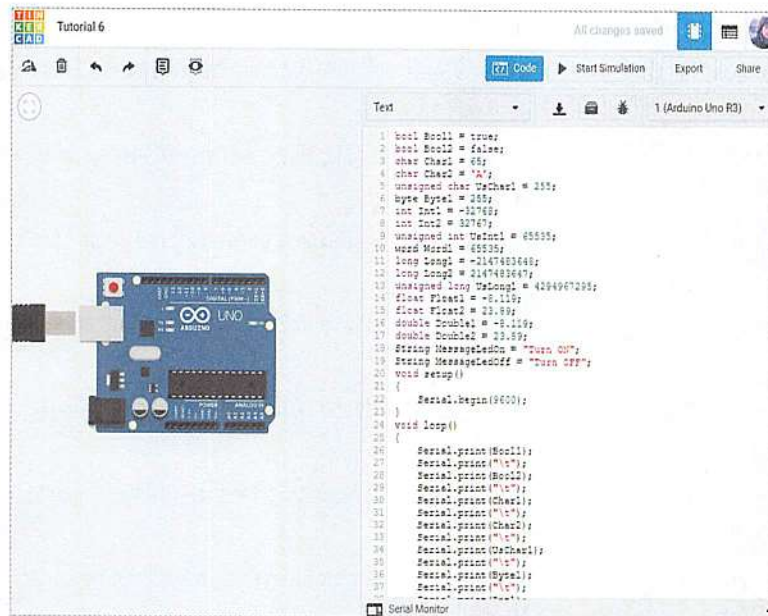 TIN
KER
CAD
Tutorial 6
All changes saved
Code
Start Simulation
Export
Share
Text
1 (Arduino Uno R3)
1 bool Bool1 = true;
2 bool Bool2 = false;
3 char Char1 = 65;
4 char Char2 = 'A';
5 unsigned char UsChar1 = 255;
6 byte Byte1 = 255;
7 int Int1 = -32768;
8 int Int2 = 32767;
9 unsigned int UsInt1 = 65535;
10 word Word1 = 65535;
11 long Long1 = -2147483648;
12 long Long2 = 2147483647;
13 unsigned long UsLong1 = 4294967295;
14 float Float1 = -8.119;
15 float Float2 = 23.89;
16 double Double1 = -8.119;
17 double Double2 = 23.89;
18 String MessageLedOn = "Turn ON";
19 String MessageLedOff = "Turn OFF";
20 void setup()
21 {
22 Serial.begin(9600);
23 }
24 void loop()
25 {
26 Serial.print(Bool1);
27 Serial.print("\t");
28 Serial.print(Bool2);
29 Serial.print("\t");
30 Serial.print(Char1);
31 Serial.print("\t");
32 Serial.print(Char2);
33 Serial.print("\t");
34 Serial.print(UsChar1);
35 Serial.print("\t");
36 Serial.print(Byte1);
37 Serial.print("\t");
Serial Monitor
UNO
ARDUINO
POWER